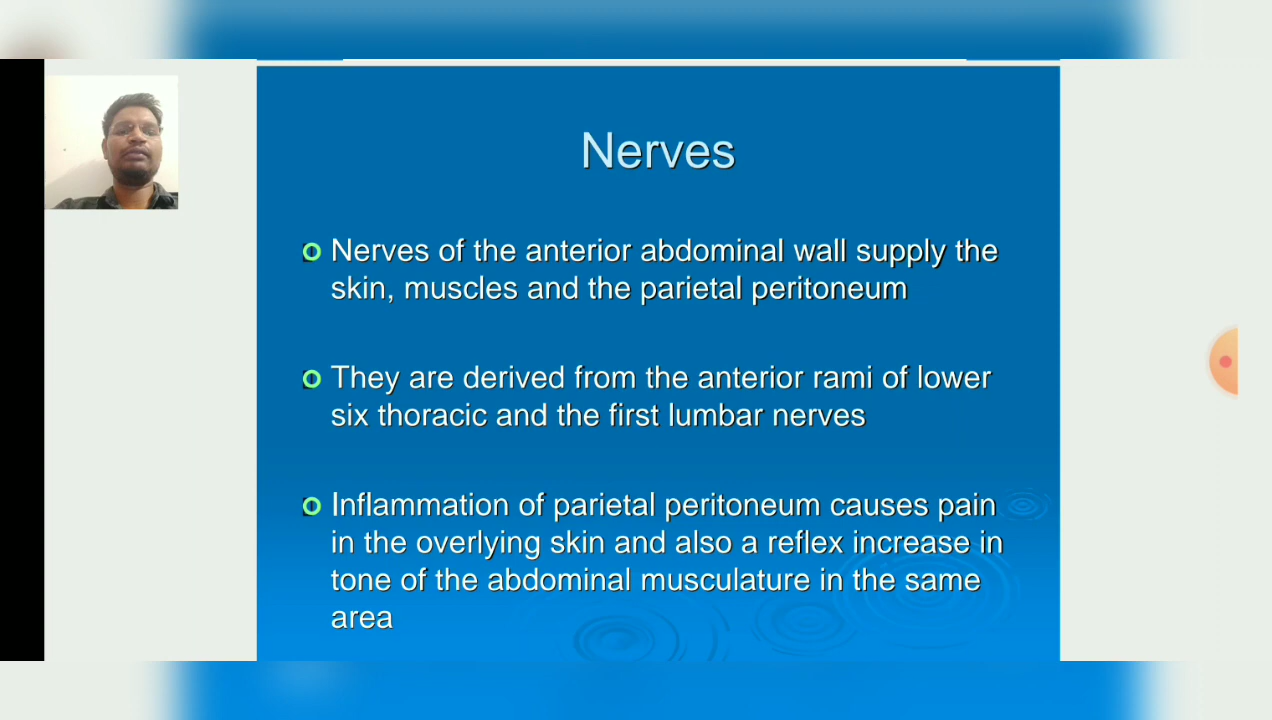 Nerves
Nerves of the anterior abdominal wall supply the
skin, muscles and the parietal peritoneum
They are derived from the anterior rami of lower
six thoracic and the first lumbar nerves
Inflammation of parietal peritoneum causes pain
in the overlying skin and also a reflex increase in
tone of the abdominal musculature in the same
area